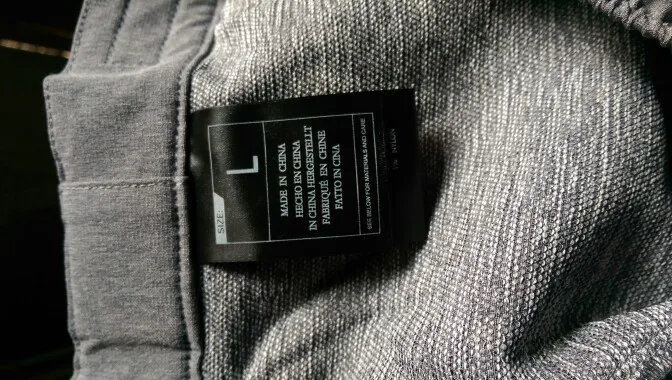 SIZE:
L
MADE IN CHINA
HECHO EN CHINA
IN CHINA HERGESTELLT
FABRIQUÉ EN CHINE
FATTO IN CINA
SEE BELOW FOR MATERIALS AND CARE